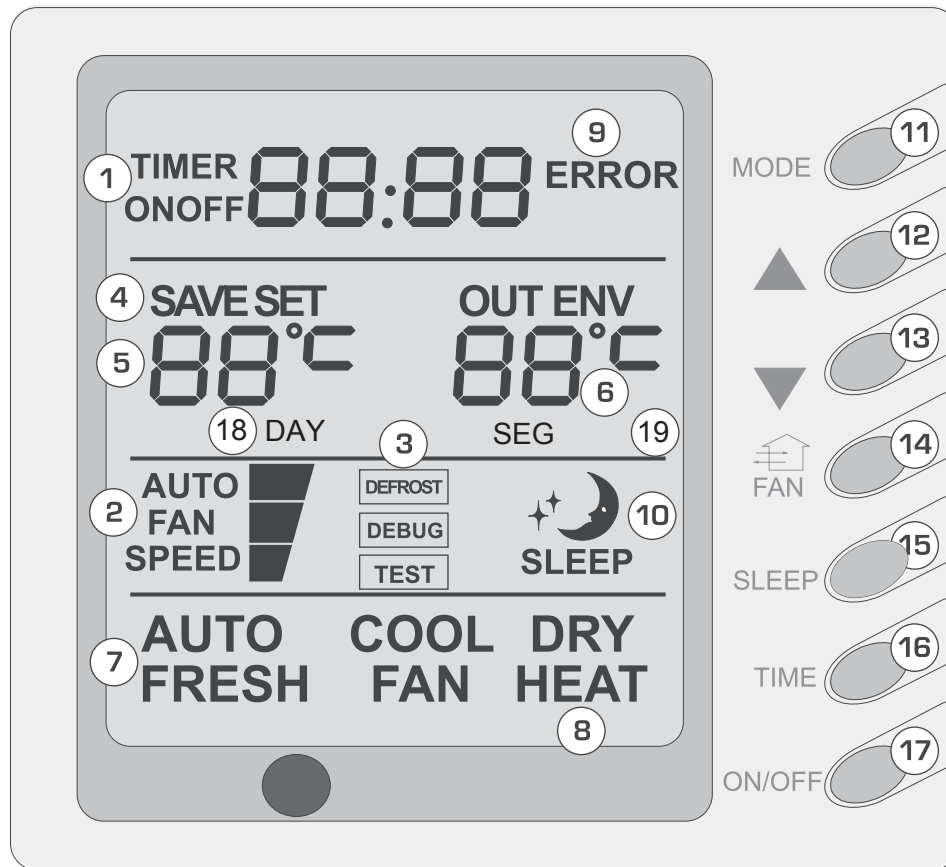 9
1 TIMER 88:88 ERROR
ONOFF
4 SAVE SET OUT ENV
5 88°C 88°C 6
18 DAY SEG 19
3
AUTO DEFROST
2 FAN DEBUG 10
SPEED TEST SLEEP
AUTO COOL DRY
7 FRESH FAN HEAT
8
MODE 11
12
13
14
FAN
SLEEP 15
TIME 16
ON/OFF 17